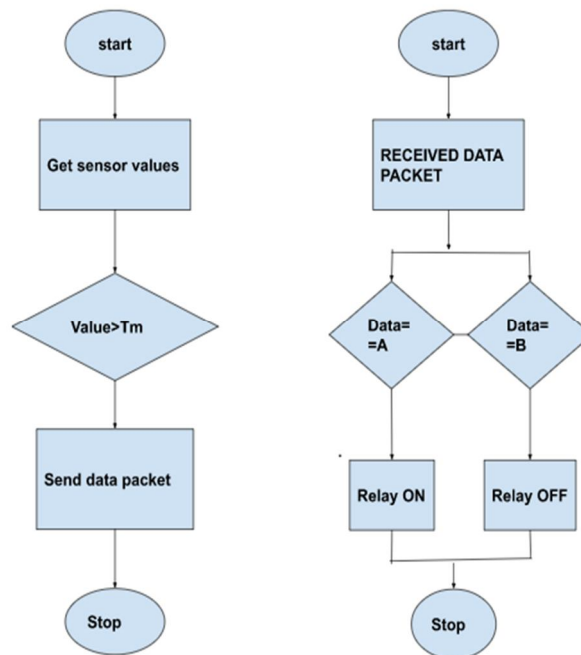 start
Get sensor values
Value>Tm
Send data packet
Stop
start
RECEIVED DATA
PACKET
Data=
=A
Data=
=B
Relay ON
Relay OFF
Stop